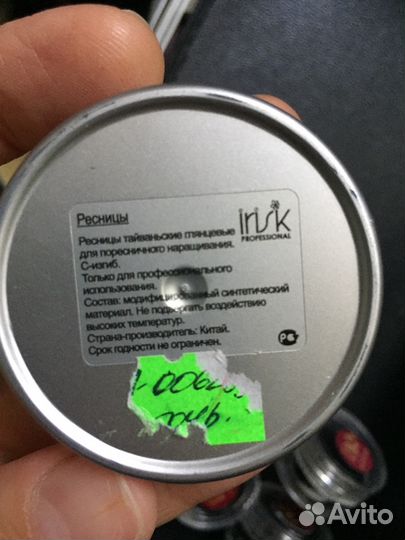 Ресницы
irisk
PROFESSIONAL
Ресницы тайваньские глянцевые
для поресничного наращивания.
С-изгиб.
Только для профессионального
использования.
Состав: модифицированный синтетический
материал. Не подвергать воздействию
высоких температур.
Страна-производитель: Китай.
Срок годности не ограничен.
Avito